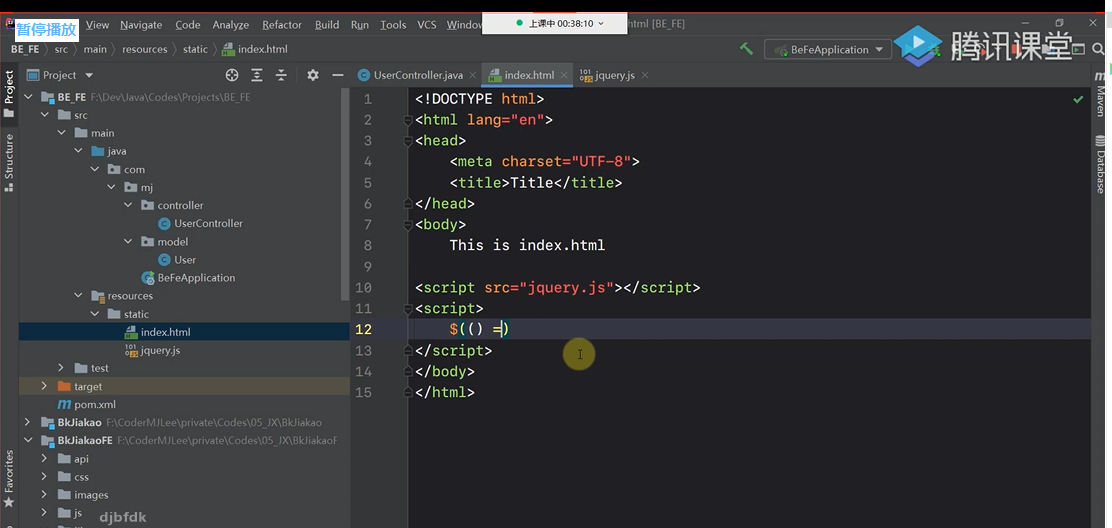 暂停播放
View Navigate Code Analyze Refactor Build Run Tools VCS Window
上课中 00:38:10
html [BE_FE]
腾讯课堂
BE_FE src main resources static index.html
BeFeApplication
Project
UserController.java
index.html
jquery.js
Project
Structure
Favorites
BE_FE F:\Dev\Java\Codes\Projects\BE_FE
src
main
java
com
mj
controller
UserController
model
User
BeFeApplication
resources
static
index.html
jquery.js
test
target
pom.xml
BkJiakao F:\CoderMJLee\private\Codes\05_JX\BkJiakao
BkJiakaoFE F:\CoderMJLee\private\Codes\05_JX\BkJiakaoF
api
css
images
js
djbfdk
1 <!DOCTYPE html>
2 <html lang="en">
3 <head>
4 <meta charset="UTF-8">
5 <title>Title</title>
6 </head>
7 <body>
8 This is index.html
9
10 <script src="jquery.js"></script>
11 <script>
12 $(() =)
13 </script>
14 </body>
15 </html>
Maven
Database